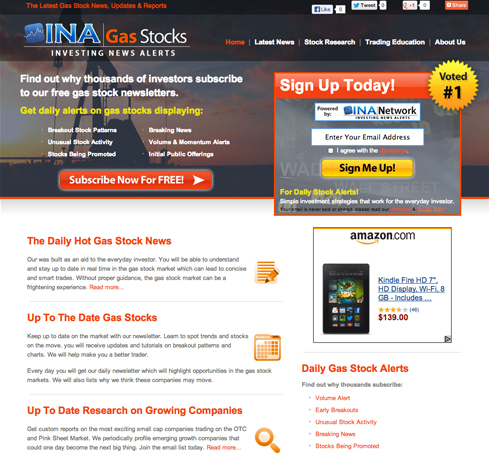 The Latest Gas Stock News, Updates & Reports
Like 0
Tweet 0
+1 0
Share
INA Gas Stocks
INVESTING NEWS ALERTS
Home | Latest News | Stock Research | Trading Education | About Us
Find out why thousands of investors subscribe
to our free gas stock newsletters.
Get daily alerts on gas stocks displaying:
Breakout Stock Patterns
Breaking News
Unusual Stock Activity
Volume & Momentum Alerts
Stocks Being Promoted
Initial Public Offerings
Subscribe Now For FREE!
Sign Up Today!
Voted
#1
Powered
by:
INA Network
INVESTING NEWS ALERTS
Enter Your Email Address
I agree with the
Sign Me Up!
WALL STREET
For Daily Stock Alerts!
Simple investment strategies that work for the everyday investor.
Your email is never sold or shared, please read our
The Daily Hot Gas Stock News
Our was built as an aid to the everyday investor. You will be able to understand
and stay up to date in real time in the gas stock market which can lead to concise
and smart trades. Without proper guidance, the gas stock market can be a
frightening experience. Read more...
Up To The Date Gas Stocks
Keep up to date on the market with our newsletter. Learn to spot trends and stocks
on the move. you will receive updates and tutorials on breakout patterns and
charts. We will help make you a better trader.
Every day you will get our daily newsletter which will highlight opportunities in the gas stock
markets. We will also lists why we think these companies may move.
Up To Date Research on Growing Companies
Get custom reports on the most exciting small cap companies trading on the OTC
and Pink Sheet Market. We periodically profile emerging growth companies that
could one day become the next big thing. Join the email list today. Read more...
amazon.com
Kindle Fire HD 7",
HD Display, Wi-Fi, 8
GB - Includes ...
(46)
$139.00
Daily Gas Stock Alerts
Find out why thousands subscribe:
Volume Alert
Early Breakouts
Unusual Stock Activity
Breaking News
Stocks Being Promoted